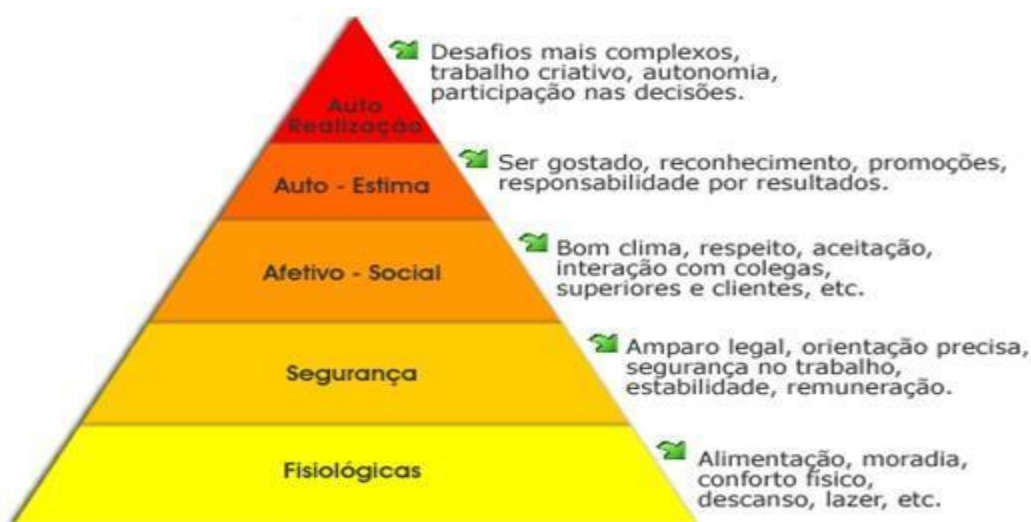 Desafios mais complexos,
trabalho criativo, autonomia,
participação nas decisões.
Auto
Realização
Ser gostado, reconhecimento, promoções,
responsabilidade por resultados.
Auto - Estima
Bom clima, respeito, aceitação,
interação com colegas,
superiores e clientes, etc.
Afetivo - Social
Amparo legal, orientação precisa,
segurança no trabalho,
estabilidade, remuneração.
Segurança
Alimentação, moradia,
conforto físico,
descanso, lazer, etc.
Fisiológicas